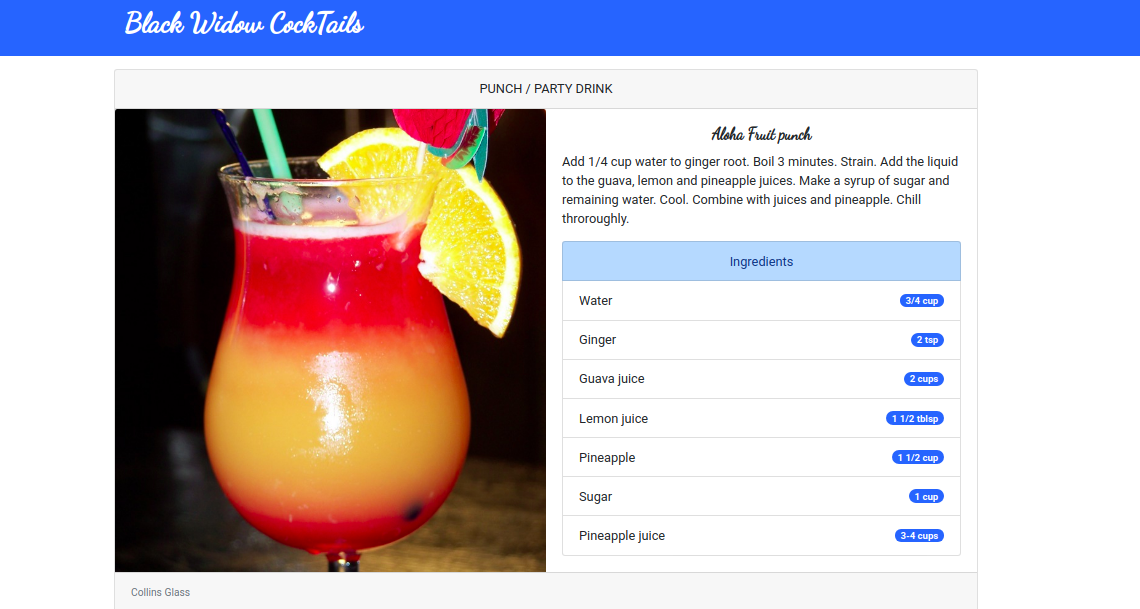 Black Widow CockTails
PUNCH / PARTY DRINK
Aloha Fruit punch
Add 1/4 cup water to ginger root. Boil 3 minutes. Strain. Add the liquid
to the guava, lemon and pineapple juices. Make a syrup of sugar and
remaining water. Cool. Combine with juices and pineapple. Chill
throroughly.
Ingredients
Water 3/4 cup
Ginger 2 tsp
Guava juice 2 cups
Lemon juice 1 1/2 tblsp
Pineapple 1 1/2 cup
Sugar 1 cup
Pineapple juice 3-4 cups
Collins Glass